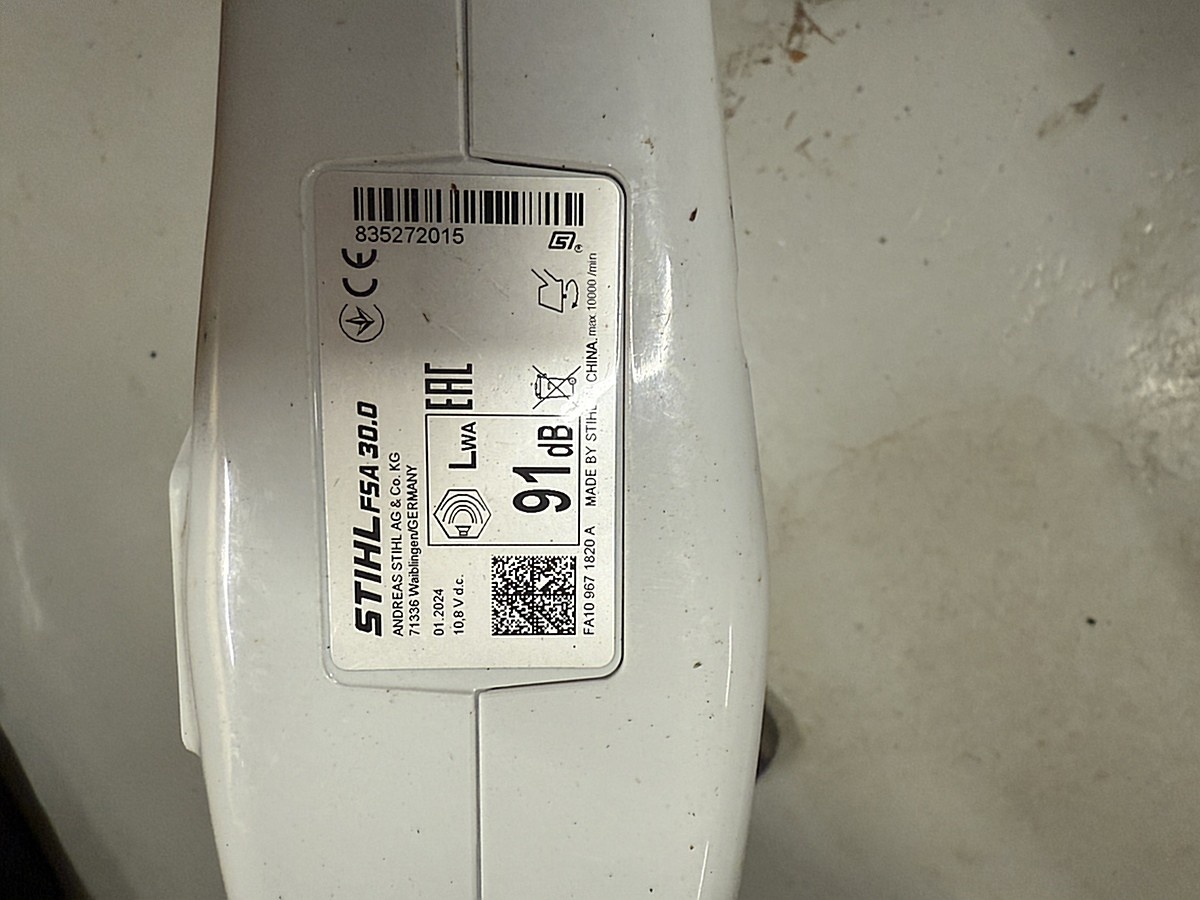 835272015
CE
STIHL FSA 30.0
ANDREAS STIHL AG & Co. KG
71336 Waiblingen/GERMANY
EAC
01.2024
10,8 V d.c.
LWA
91 dB
FA10 967 1820 A MADE BY STIHL CHINA. max 10000 /min